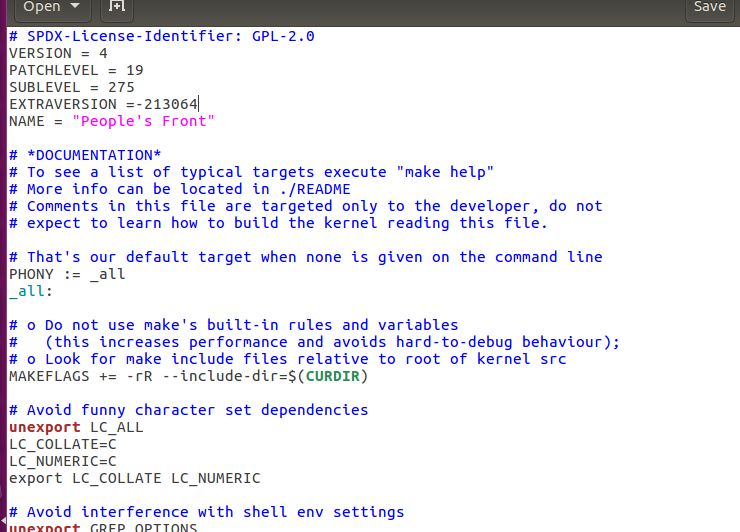 Open
Save
# SPDX-License-Identifier: GPL-2.0
VERSION = 4
PATCHLEVEL = 19
SUBLEVEL = 275
EXTRAVERSION =-213064
NAME = "People's Front"
# *DOCUMENTATION*
# To see a list of typical targets execute "make help"
# More info can be located in ./README
# Comments in this file are targeted only to the developer, do not
# expect to learn how to build the kernel reading this file.
# That's our default target when none is given on the command line
PHONY := _all
_all:
# o Do not use make's built-in rules and variables
#   (this increases performance and avoids hard-to-debug behaviour);
# o Look for make include files relative to root of kernel src
MAKEFLAGS += -rR --include-dir=$(CURDIR)
# Avoid funny character set dependencies
unexport LC_ALL
LC_COLLATE=C
LC_NUMERIC=C
export LC_COLLATE LC_NUMERIC
# Avoid interference with shell env settings
unexport GREP_OPTIONS